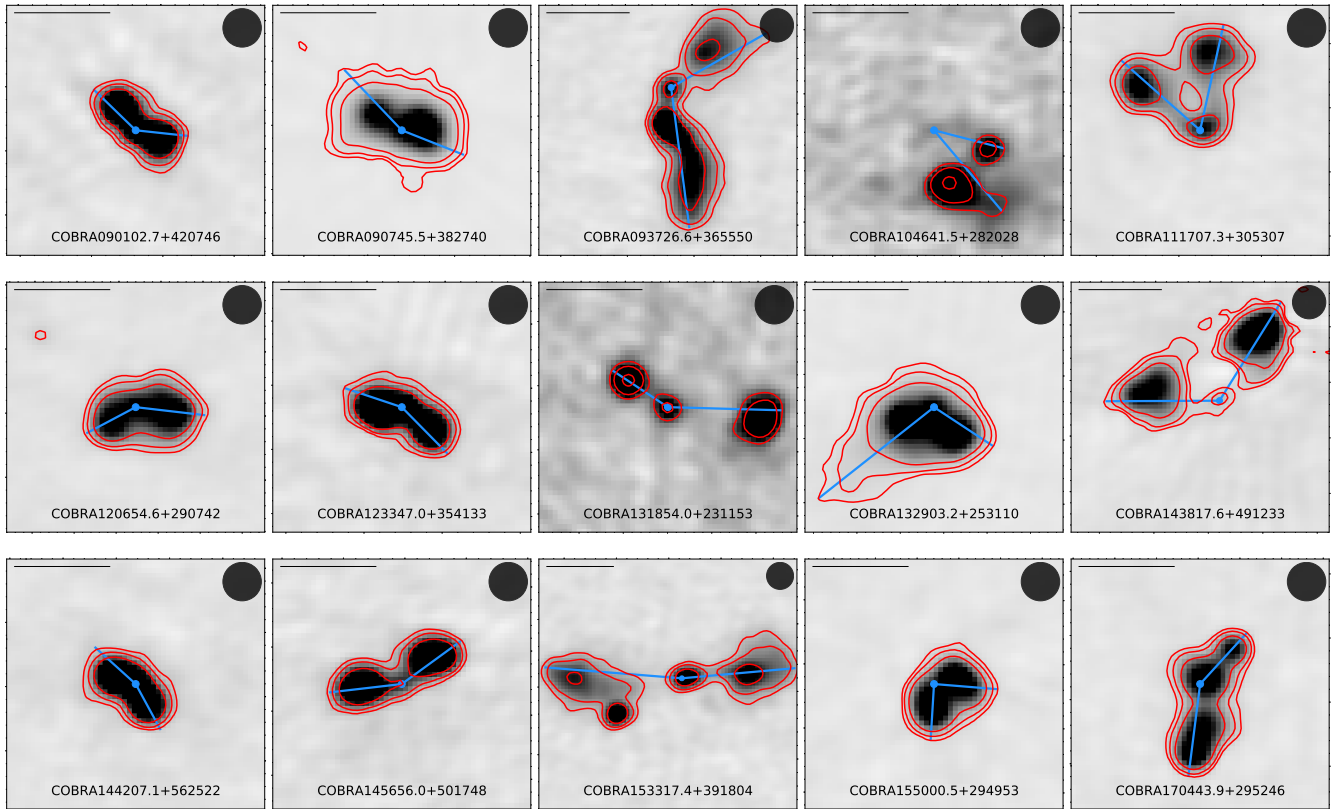 COBRA090102.7+420746
COBRA090745.5+382740
COBRA093726.6+365550
COBRA104641.5+282028
COBRA111707.3+305307
COBRA120654.6+290742
COBRA123347.0+354133
COBRA131854.0+231153
COBRA132903.2+253110
COBRA143817.6+491233
COBRA144207.1+562522
COBRA145656.0+501748
COBRA153317.4+391804
COBRA155000.5+294953
COBRA170443.9+295246